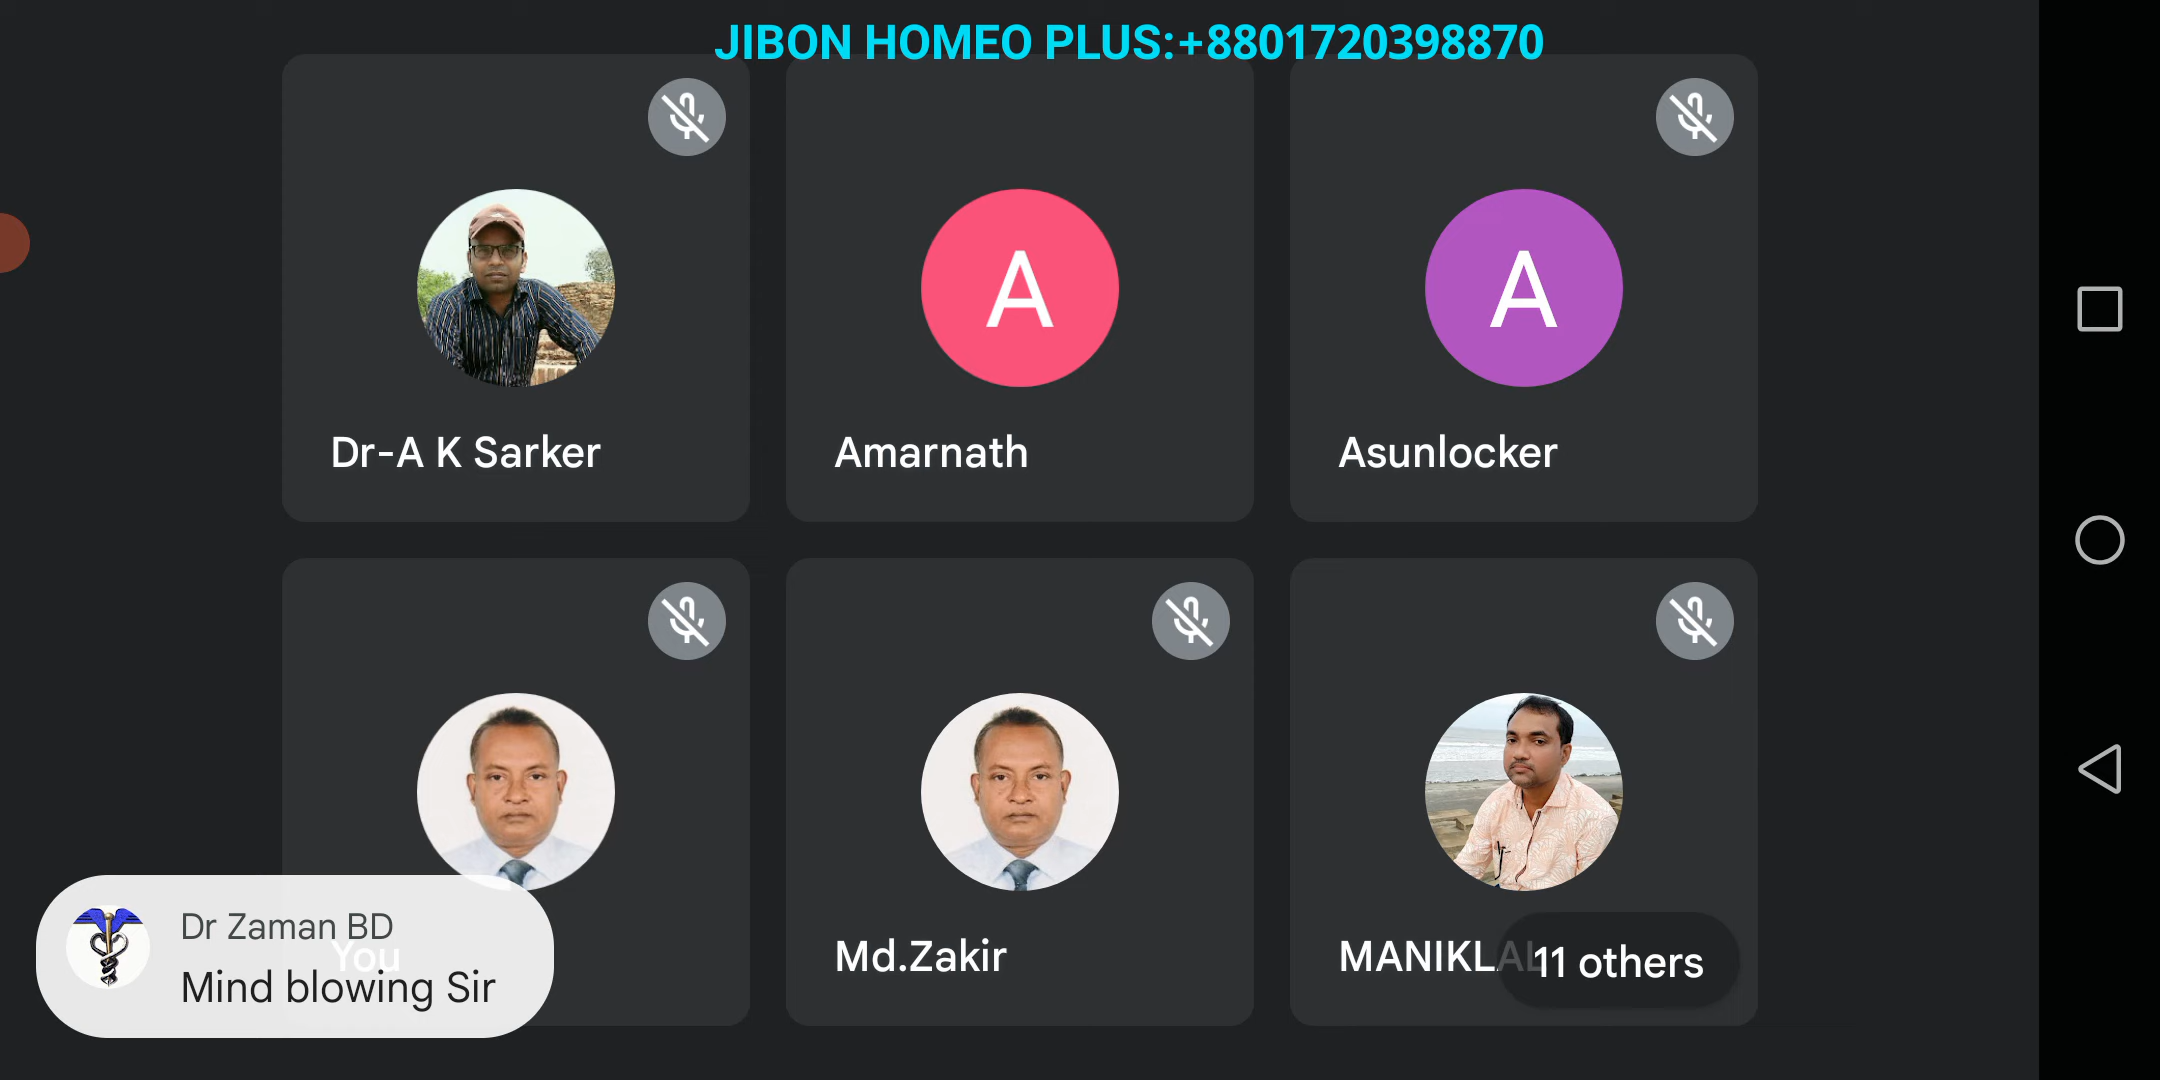 JIBON HOMEO PLUS:+8801720398870
A
A
Dr-A K Sarker
Amarnath
Asunlocker
Dr Zaman BD
You
Mind blowing Sir
Md.Zakir
MANIKLAL
11 others